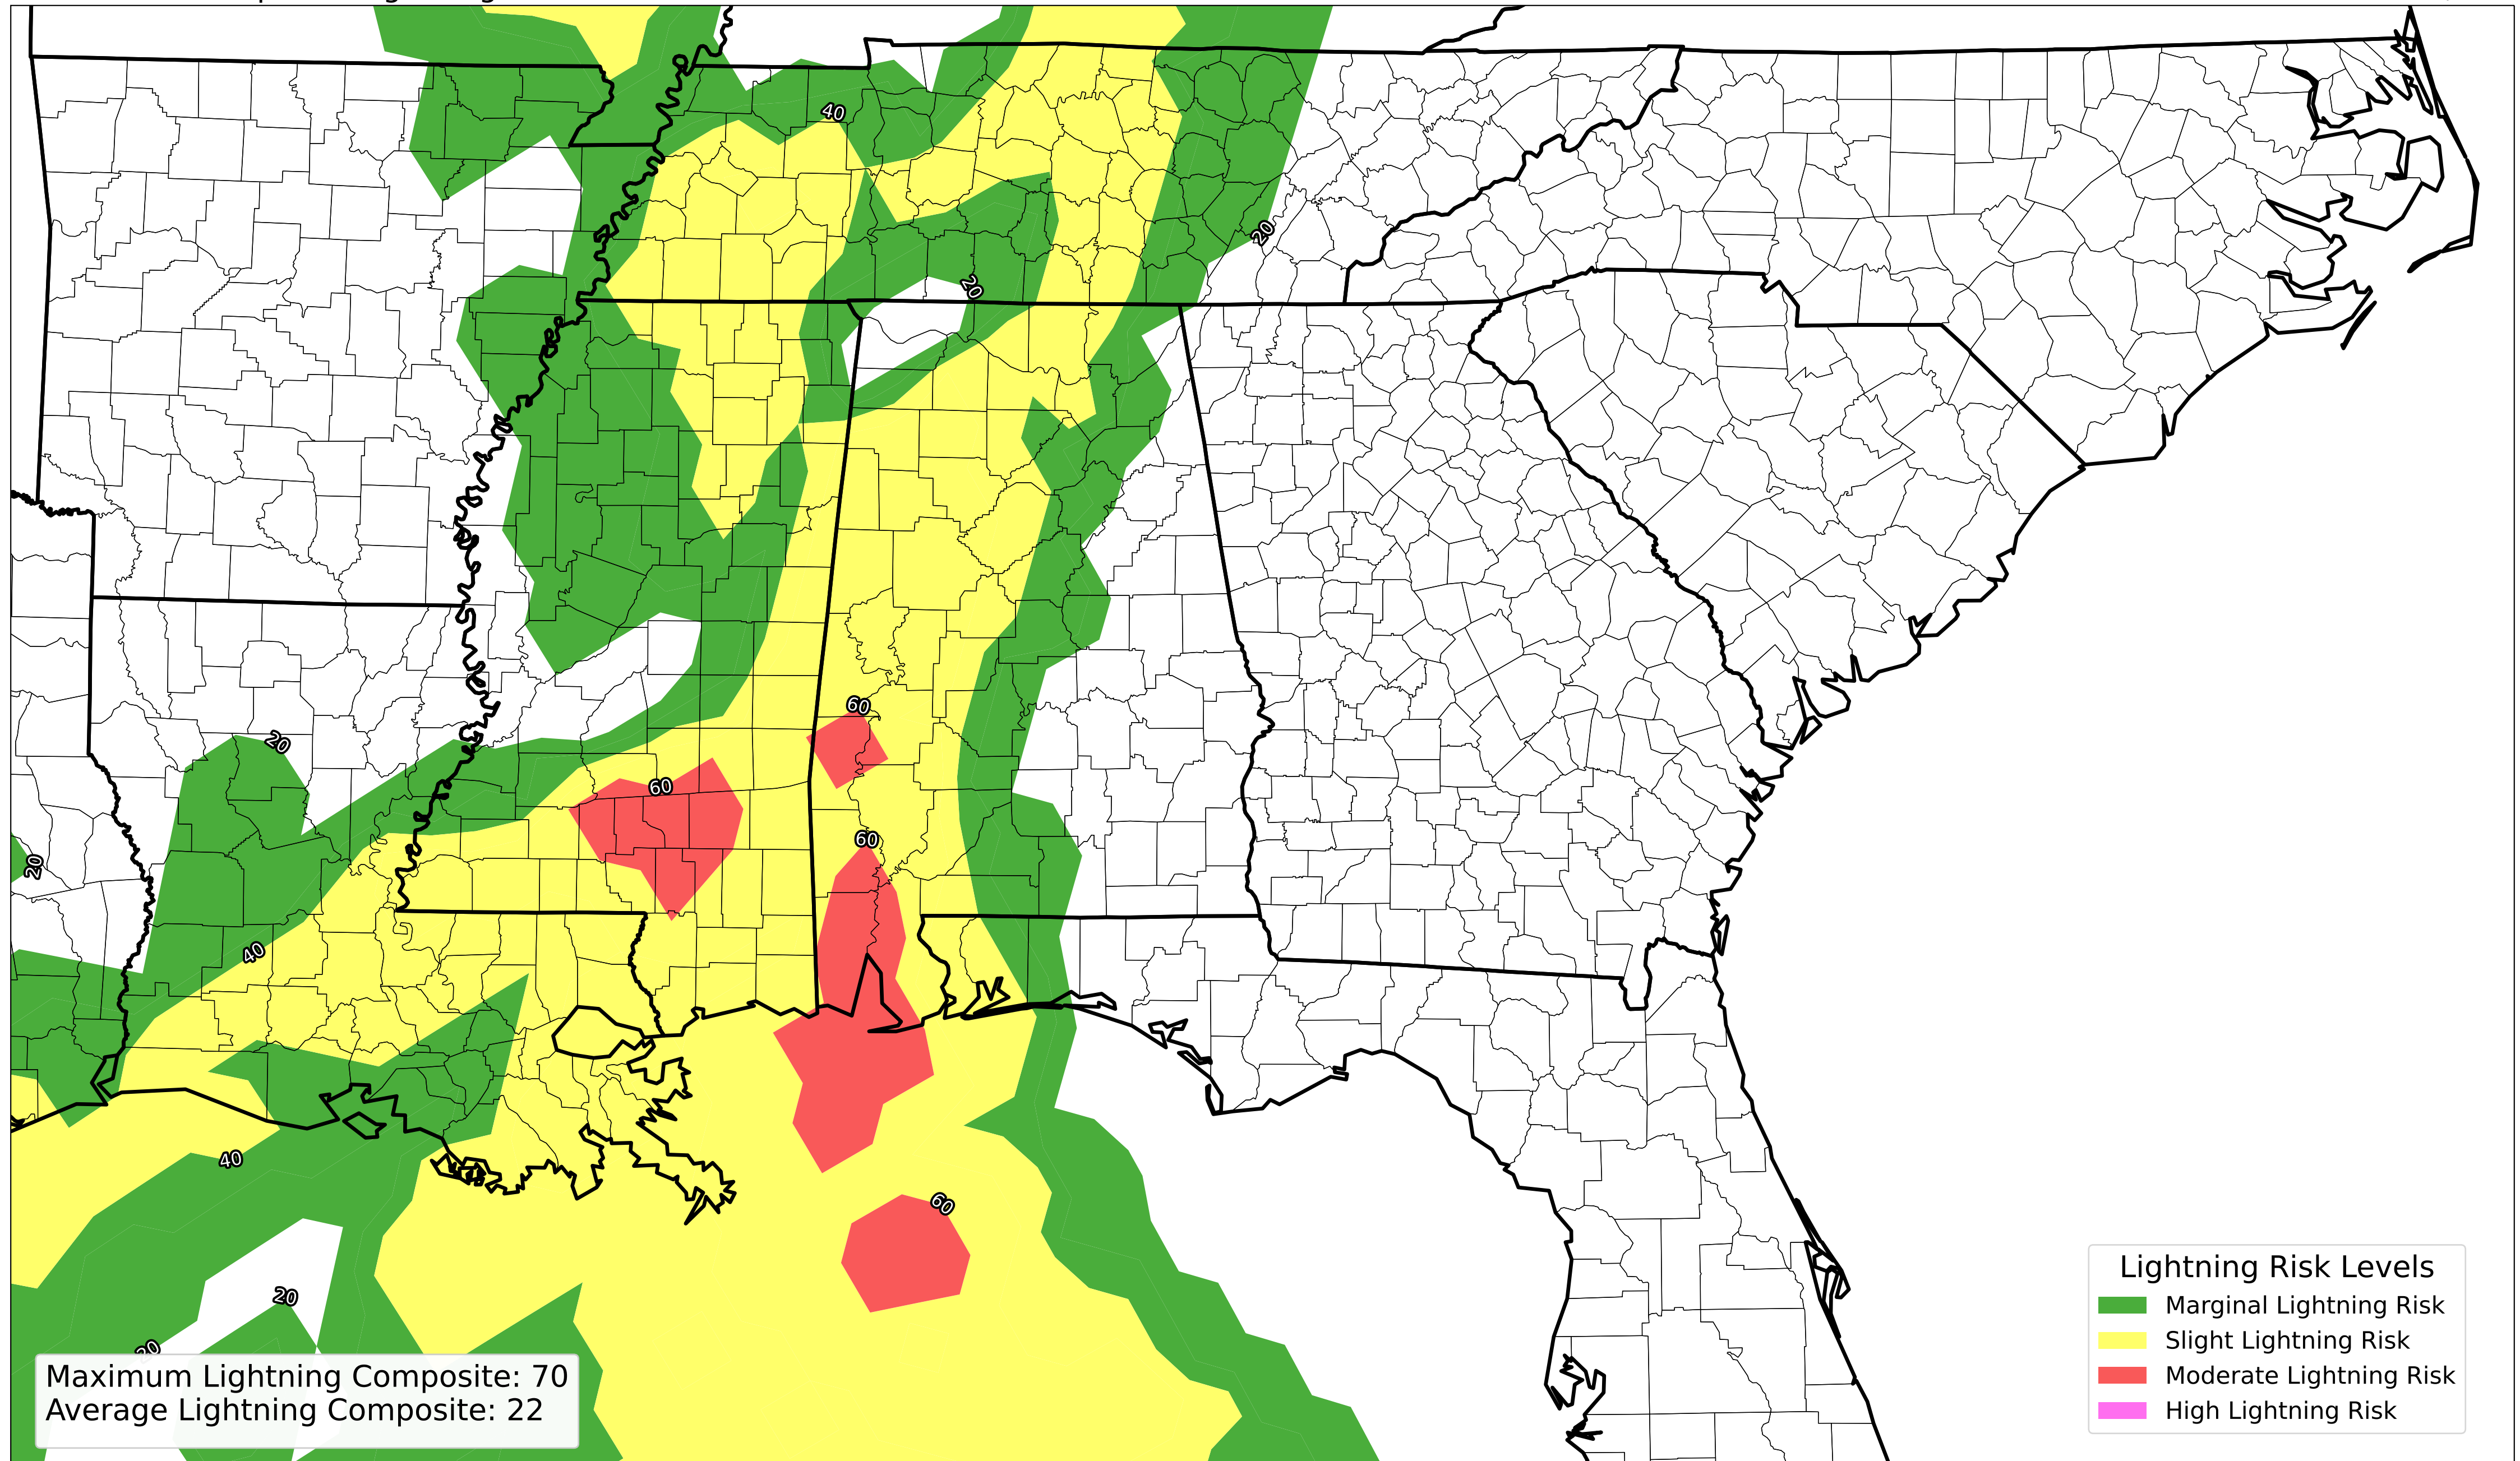 40
20
20
60
20
60
60
20
40
40
60
20
20
Maximum Lightning Composite: 70
Average Lightning Composite: 22
Lightning Risk Levels
Marginal Lightning Risk
Slight Lightning Risk
Moderate Lightning Risk
High Lightning Risk